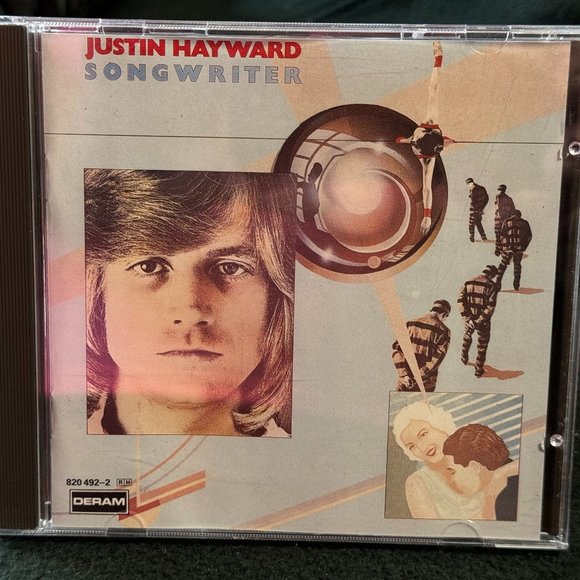 JUSTIN HAYWARD
SONGWRITER
820 492-2
DERAM